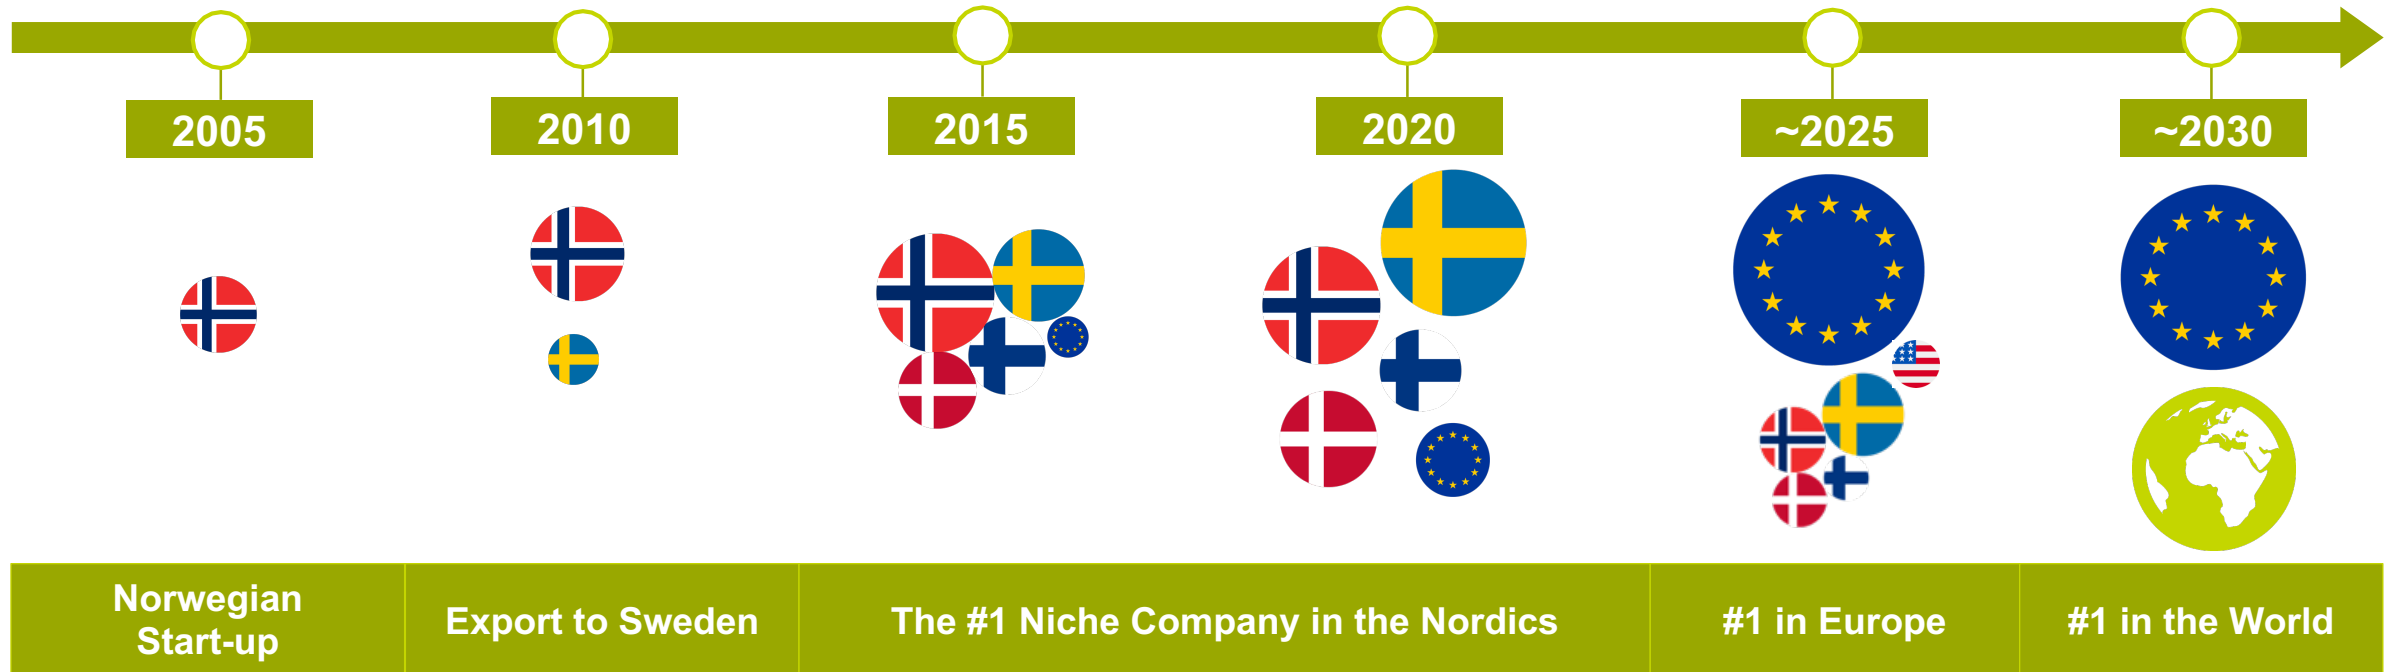 2005
2010
2015
2020
~2025
~2030
Norwegian
Start-up
Export to Sweden
The #1 Niche Company in the Nordics
#1 in Europe
#1 in the World